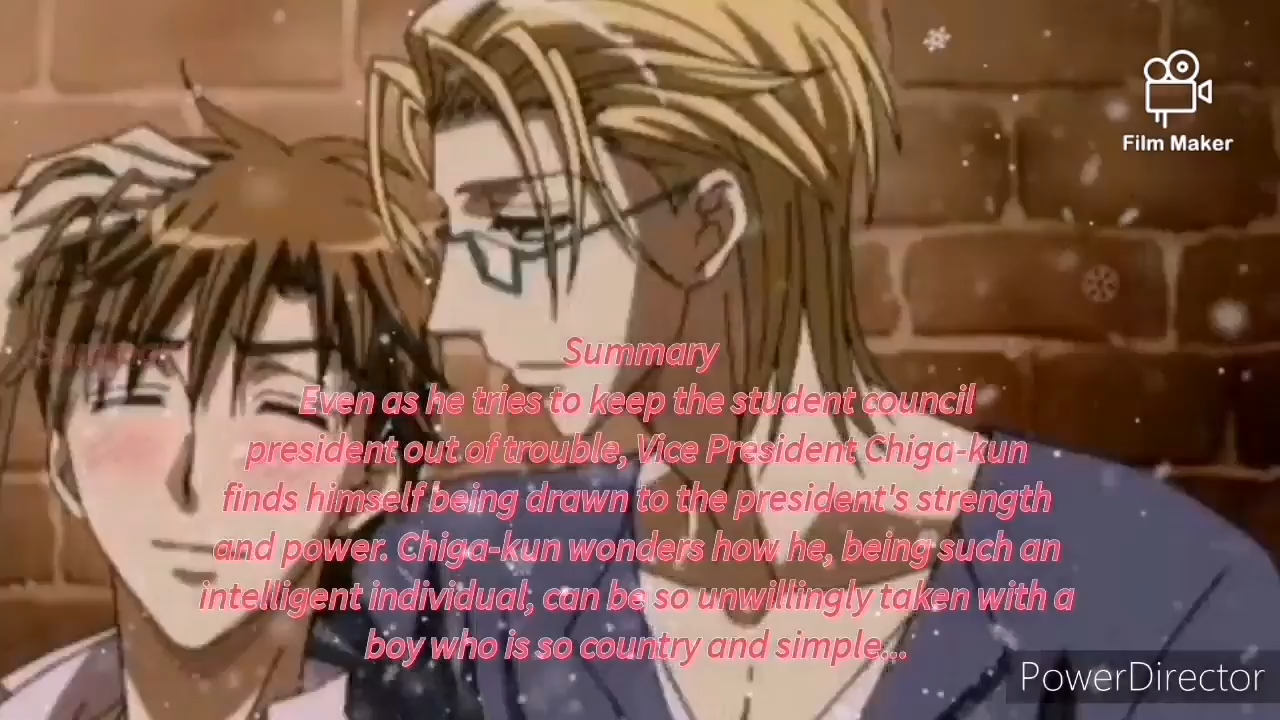 Film Maker
Summary
Even as he tries to keep the student council
president out of trouble, Vice President Chiga-kun
finds himself being drawn to the president's strength
and power. Chiga-kun wonders how he, being such an
intelligent individual, can be so unwillingly taken with a
boy who is so country and simple...
PowerDirector